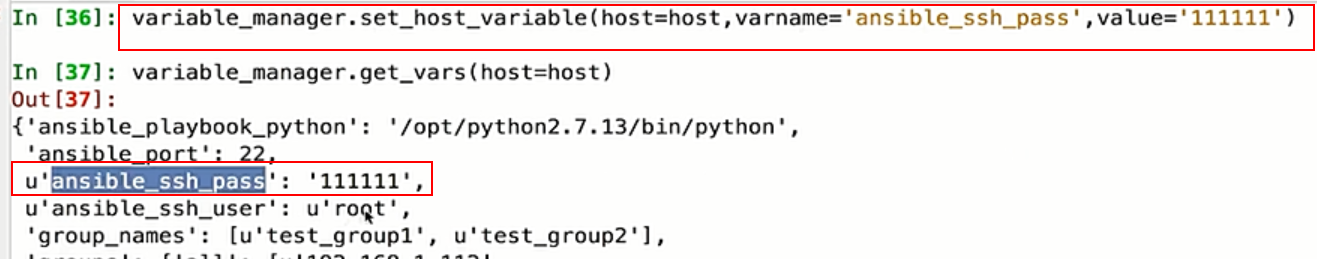 In [36]: variable_manager.set_host_variable(host=host,varname='ansible_ssh_pass',value='111111')
In [37]: variable_manager.get_vars(host=host)
Out[37]:
{'ansible_playbook_python': '/opt/python2.7.13/bin/python',
'ansible_port': 22,
u'ansible_ssh_pass': '111111',
u'ansible_ssh_user': u'root',
'group_names': [u'test_group1', u'test_group2'],